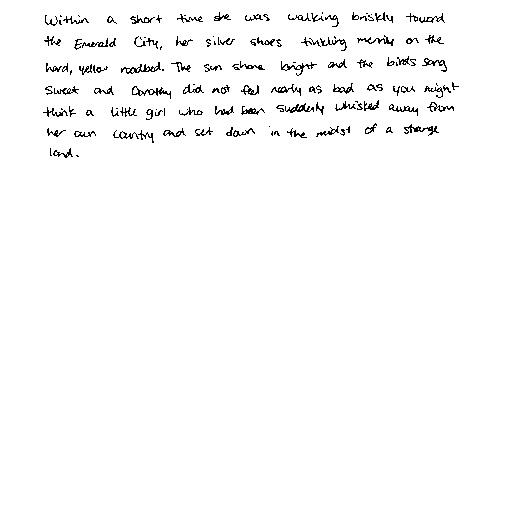 Within a short time she was walking briskly toward
the Emerald City, her silver shoes tinkling merrily on the
hard, yellow roadbed. The sun shone bright and the birds sang
sweet and Dorothy did not feel nearly as bad as you might
think a little girl who had been suddenly whisked away from
her own country and set down in the midst of a strange
land.